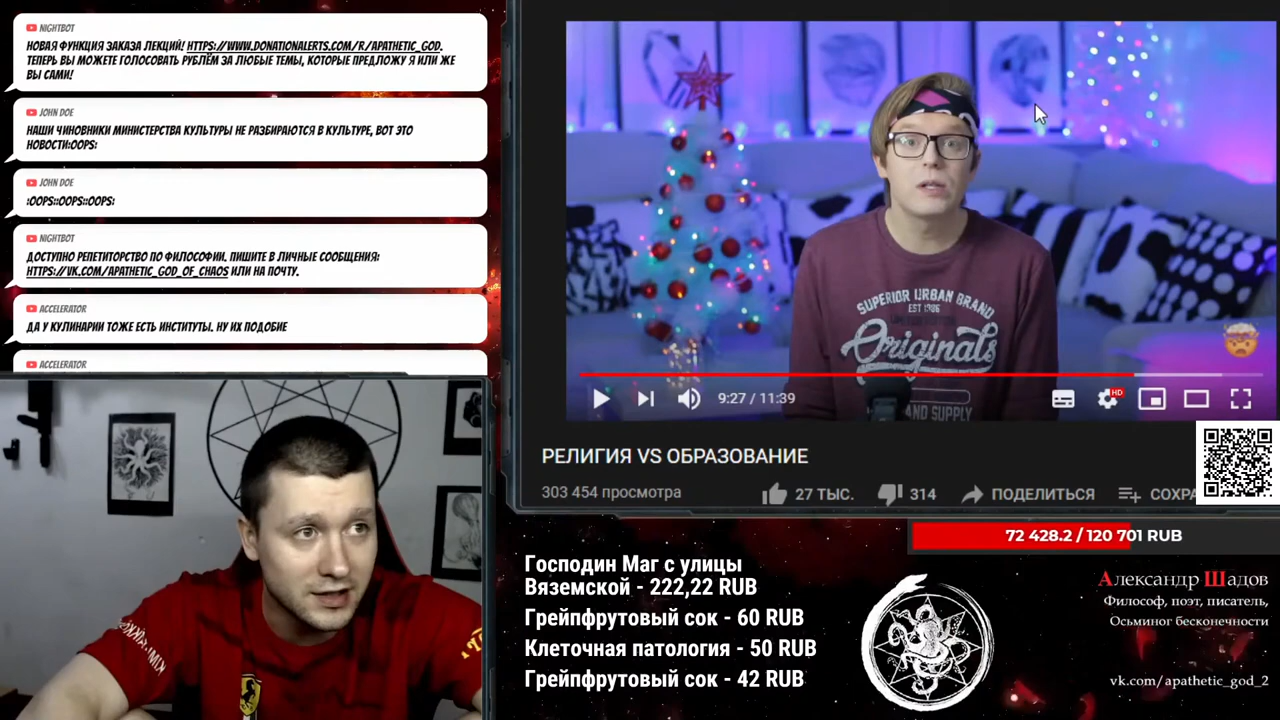 NIGHTBOT
НОВАЯ ФУНКЦИЯ ЗАКАЗА ЛЕКЦИЙ! HTTPS://WWW.DONATIONALERTS.COM/R/APATHETIC_GOD.
ТЕПЕРЬ ВЫ МОЖЕТЕ ГОЛОСОВАТЬ РУБЛЁМ ЗА ЛЮБЫЕ ТЕМЫ, КОТОРЫЕ ПРЕДЛОЖУ Я ИЛИ ЖЕ
ВЫ САМИ!
JOHN DOE
НАШИ ЧИНОВНИКИ МИНИСТЕРСТВА КУЛЬТУРЫ НЕ РАЗБИРАЮТСЯ В КУЛЬТУРЕ, ВОТ ЭТО
НОВОСТИ:OOPS:
JOHN DOE
:OOPS::OOPS::OOPS:
NIGHTBOT
ДОСТУПНО РЕПЕТИТОРСТВО ПО ФИЛОСОФИИ. ПИШИТЕ В ЛИЧНЫЕ СООБЩЕНИЯ:
HTTPS://VK.COM/APATHETIC_GOD_OF_CHAOS ИЛИ НА ПОЧТУ.
ACCELERATOR
ДА У КУЛИНАРИИ ТОЖЕ ЕСТЬ ИНСТИТУТЫ. НУ ИХ ПОДОБИЕ
ACCELERATOR
SUPERIOR URBAN BRAND
EST 1986
Originals
AND SUPPLY
9:27 / 11:39
HD
РЕЛИГИЯ VS ОБРАЗОВАНИЕ
303 454 просмотра
27 ТЫС.
314
ПОДЕЛИТЬСЯ
СОХРА
72 428.2 / 120 701 RUB
Господин Маг с улицы
Вяземской - 222,22 RUB
Грейпфрутовый сок - 60 RUB
Клеточная патология - 50 RUB
Грейпфрутовый сок - 42 RUB
Александр Шадов
Философ, поэт, писатель,
Осьминог бесконечности
vk.com/apathetic_god_2